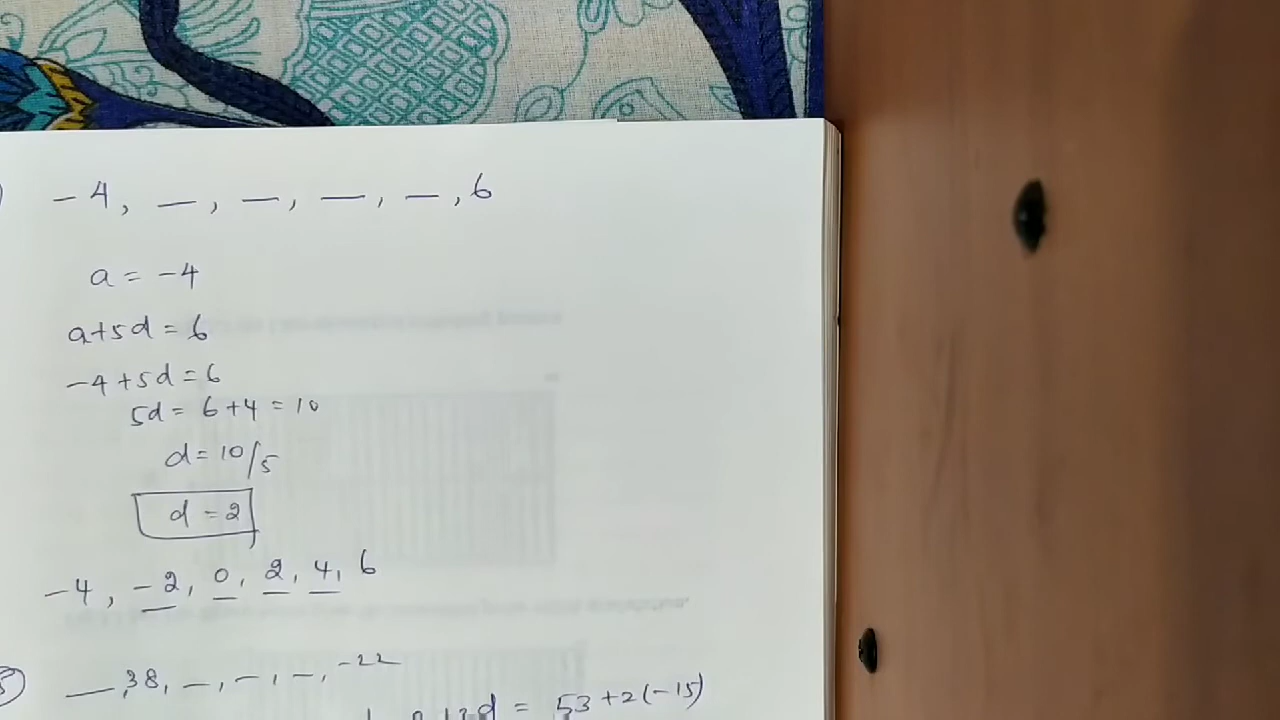 ) -4, _, _, _, _, 6
a = -4
a+5d = 6
-4+5d = 6
5d = 6+4 = 10
d = 10/5
d = 2
-4, -2, 0, 2, 4, 6
_, 38, _, _, _, -22
d = 53 +2(-15)